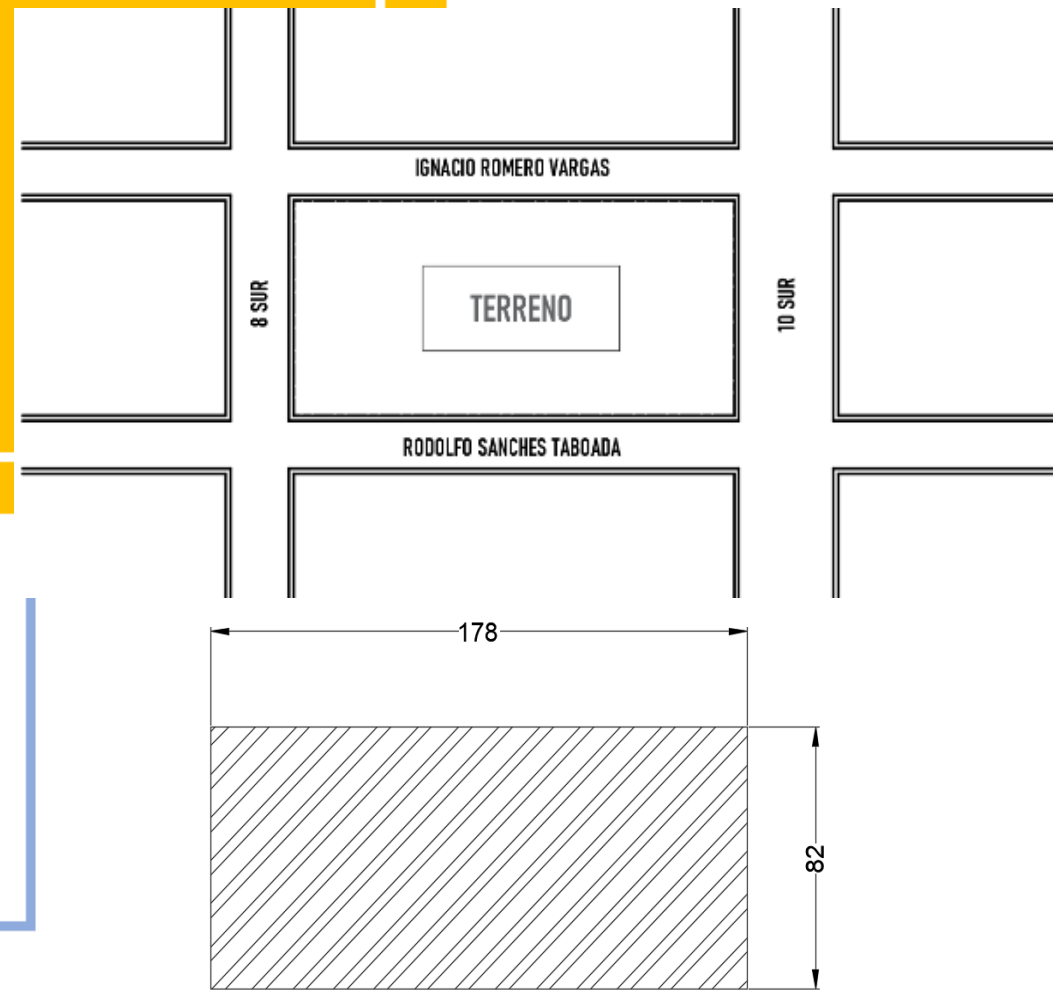 IGNACIO ROMERO VARGAS
8 SUR
TERRENO
10 SUR
RODOLFO SANCHES TABOADA
178
82